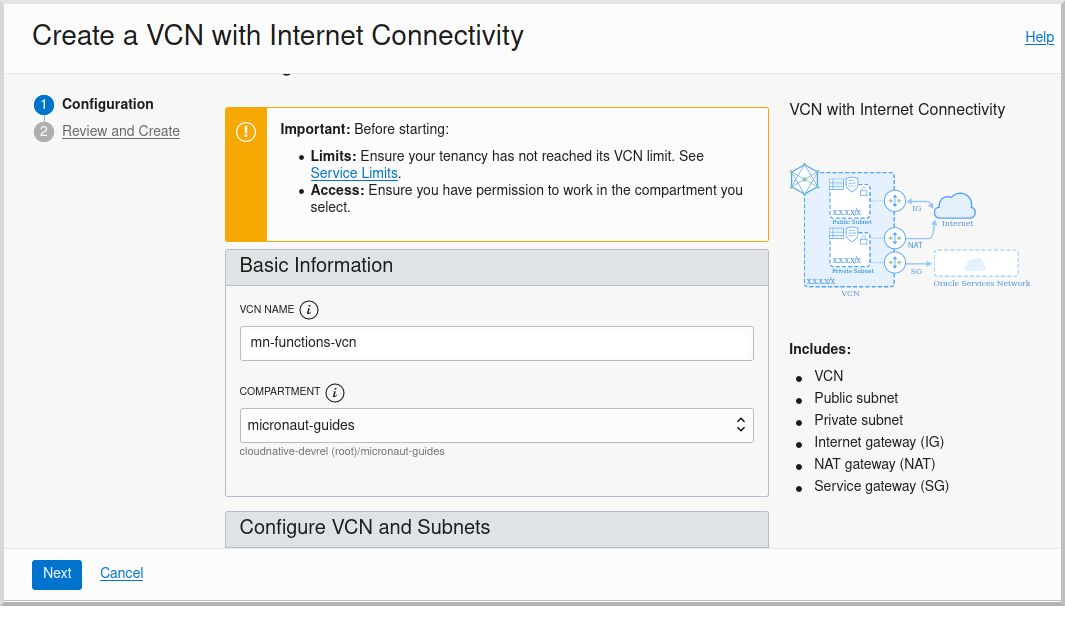 Create a VCN with Internet Connectivity
Help
1 Configuration
2 Review and Create
Important: Before starting:
• Limits: Ensure your tenancy has not reached its VCN limit. See
Service Limits.
• Access: Ensure you have permission to work in the compartment you
select.
Basic Information
VCN NAME i
mn-functions-vcn
COMPARTMENT i
micronaut-guides
cloudnative-devrel (root)/micronaut-guides
Configure VCN and Subnets
VCN with Internet Connectivity
X.X.X.X/X
Public Subnet
IG
Internet
NAT
X.X.X.X/X
Private Subnet
SG
X.X.X.X/X
Oracle Services Network
VCN
Includes:
• VCN
• Public subnet
• Private subnet
• Internet gateway (IG)
• NAT gateway (NAT)
• Service gateway (SG)
Next
Cancel